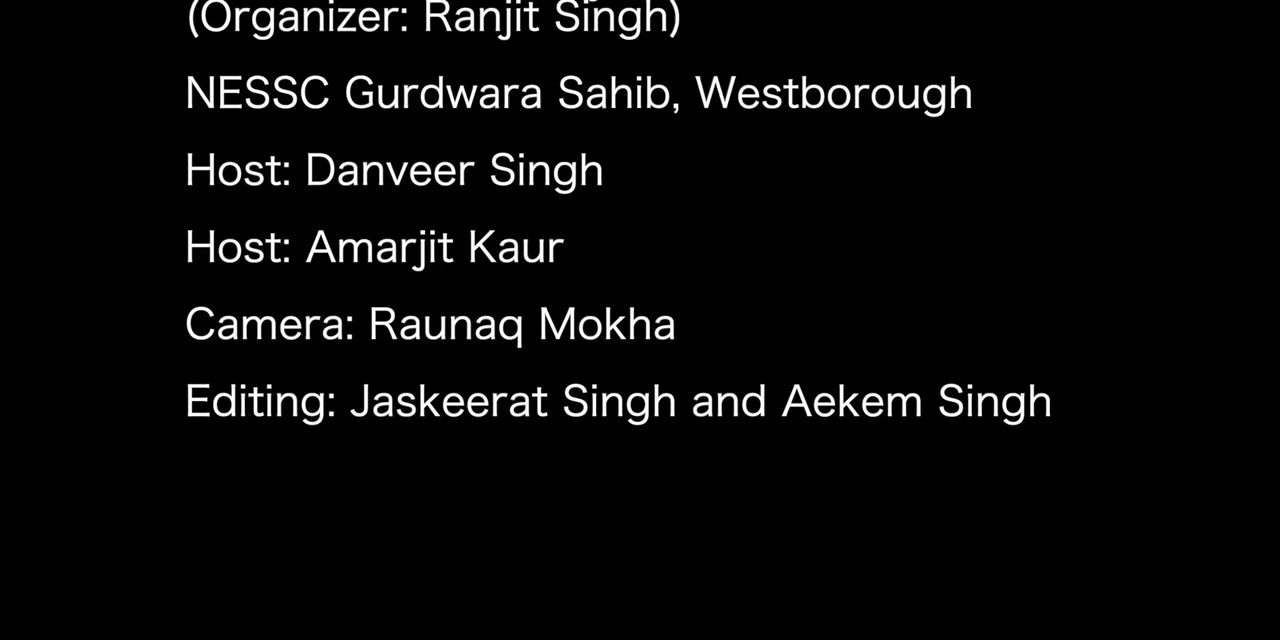 (Organizer: Ranjit Singh)
NESSC Gurdwara Sahib, Westborough
Host: Danveer Singh
Host: Amarjit Kaur
Camera: Raunaq Mokha
Editing: Jaskeerat Singh and Aekem Singh